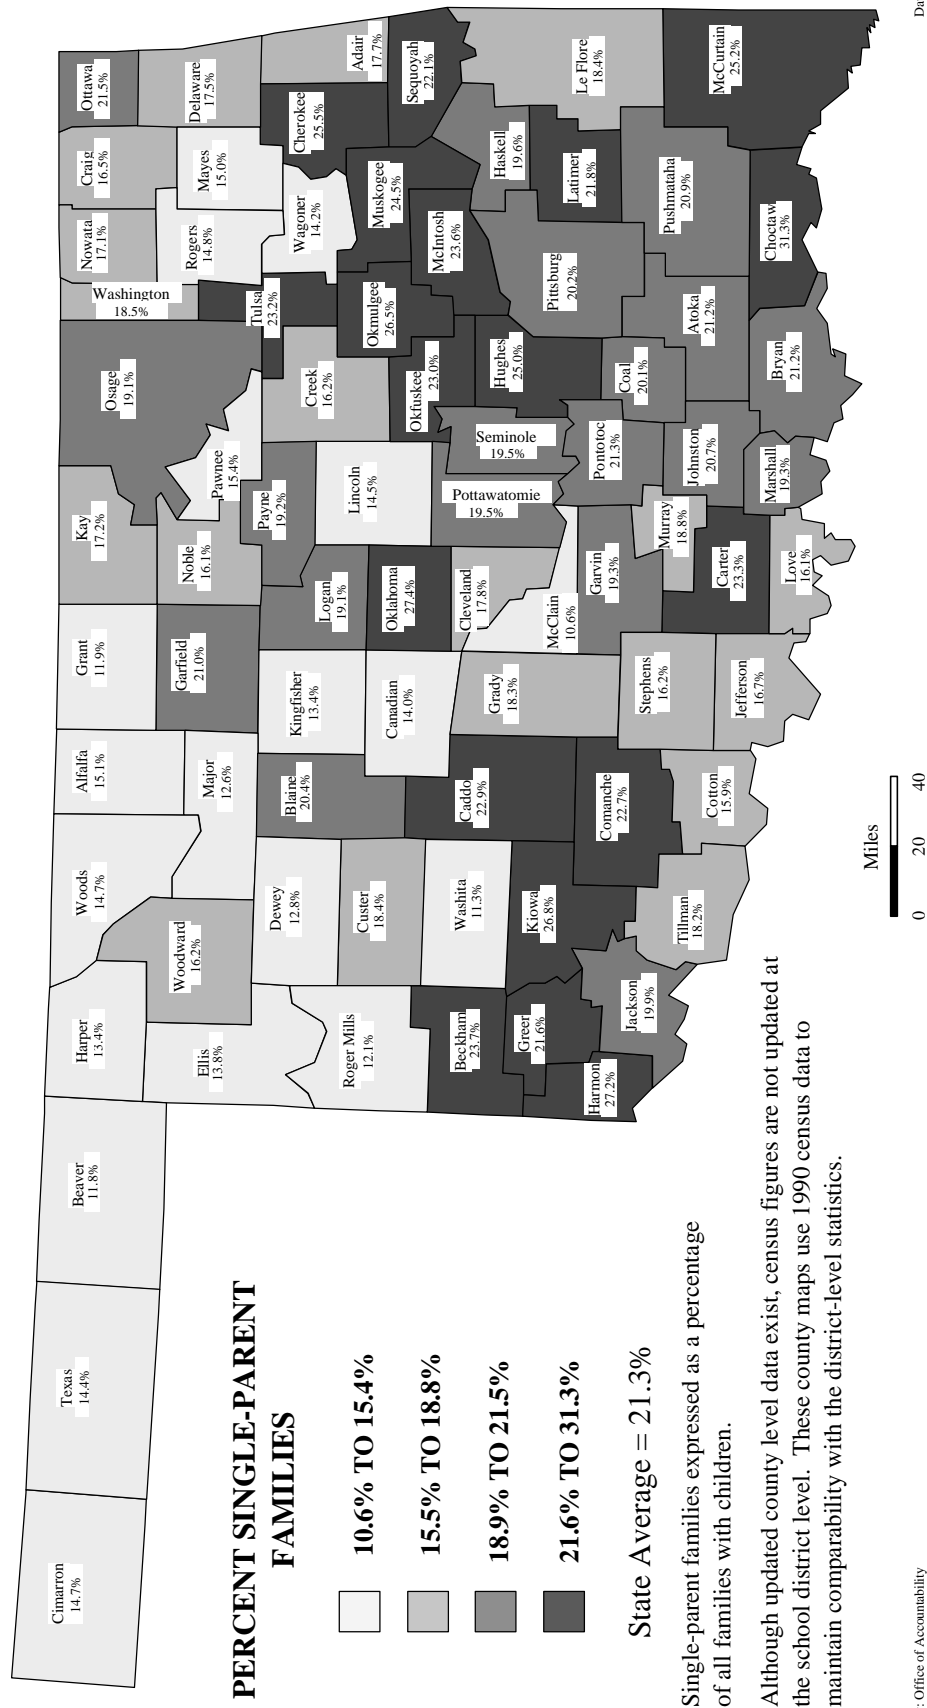 Cimarron
14.7%
Texas
14.4%
Beaver
11.8%
Harper
13.4%
Woods
14.7%
Alfalfa
15.1%
Grant
11.9%
Kay
17.2%
Osage
19.1%
Washington
18.5%
Nowata
17.1%
Craig
16.5%
Ottawa
21.5%
Ellis
13.8%
Woodward
16.2%
Major
12.6%
Garfield
21.0%
Noble
16.1%
Pawnee
15.4%
Rogers
14.8%
Mayes
15.0%
Delaware
17.5%
Roger Mills
12.1%
Dewey
12.8%
Blaine
20.4%
Kingfisher
13.4%
Logan
19.1%
Payne
19.2%
Creek
16.2%
Tulsa
23.2%
Wagoner
14.2%
Cherokee
25.5%
Adair
17.7%
Custer
18.4%
Canadian
14.0%
Oklahoma
27.4%
Lincoln
14.5%
Okfuskee
23.0%
Okmulgee
26.5%
Muskogee
24.5%
Sequoyah
22.1%
Beckham
23.7%
Washita
11.3%
Caddo
22.9%
Grady
18.3%
Cleveland
17.8%
Pottawatomie
19.5%
Seminole
19.5%
Hughes
25.0%
McIntosh
23.6%
Haskell
19.6%
Greer
21.6%
Kiowa
26.8%
McClain
10.6%
Garvin
19.3%
Pontotoc
21.3%
Coal
20.1%
Pittsburg
20.2%
Latimer
21.8%
Le Flore
18.4%
Harmon
27.2%
Jackson
19.9%
Comanche
22.7%
Stephens
16.2%
Murray
18.8%
Johnston
20.7%
Atoka
21.2%
Pushmataha
20.9%
McCurtain
25.2%
Tillman
18.2%
Cotton
15.9%
Jefferson
16.7%
Carter
23.3%
Love
16.1%
Marshall
19.3%
Bryan
21.2%
Choctaw
31.3%
PERCENT SINGLE-PARENT
FAMILIES
10.6% TO 15.4%
15.5% TO 18.8%
18.9% TO 21.5%
21.6% TO 31.3%
State Average = 21.3%
Single-parent families expressed as a percentage
of all families with children.
Although updated county level data exist, census figures are not updated at
the school district level. These county maps use 1990 census data to
maintain comparability with the district-level statistics.
Miles
0 20 40
: Office of Accountability
Da